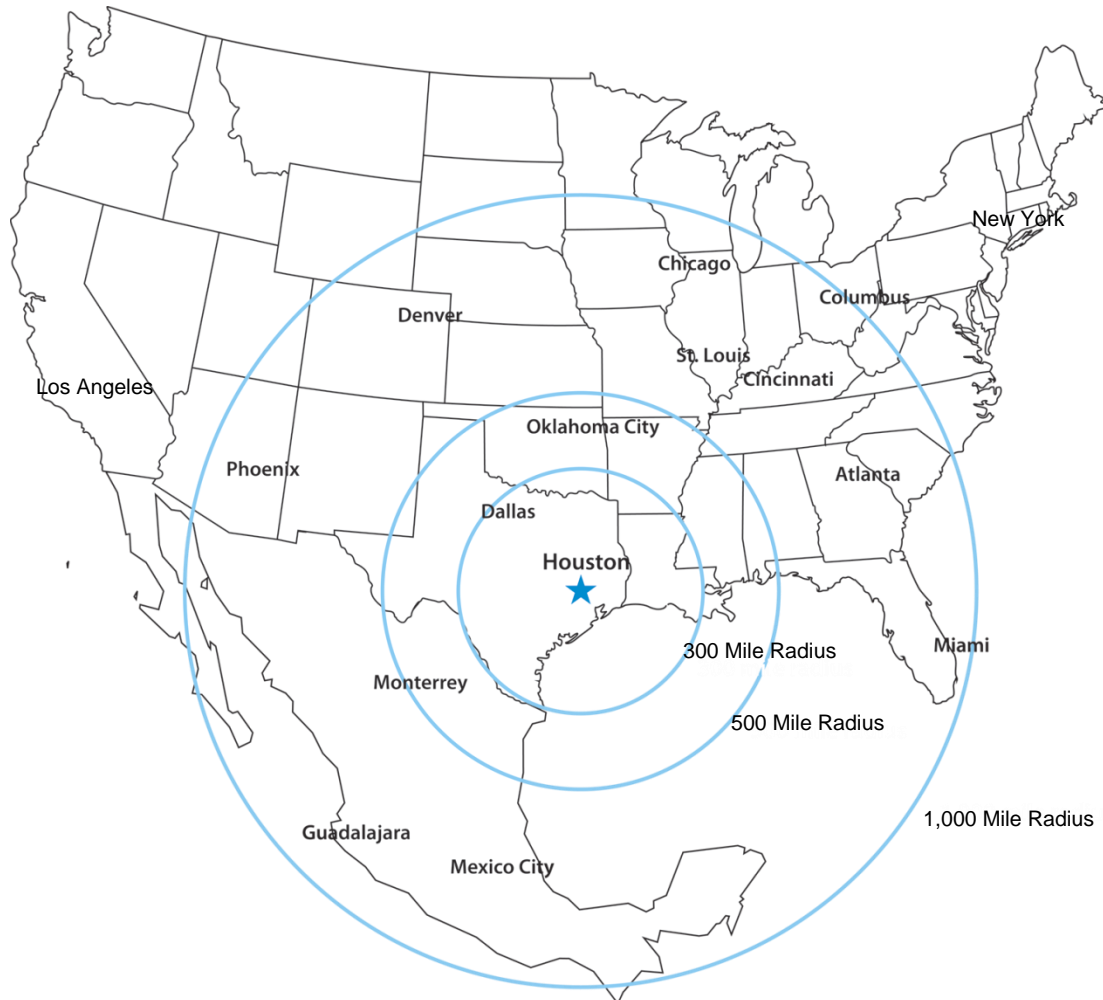 New York
Chicago
Columbus
Denver
St. Louis
Cincinnati
Los Angeles
Oklahoma City
Phoenix
Atlanta
Dallas
Houston
Miami
300 Mile Radius
Monterrey
500 Mile Radius
1,000 Mile Radius
Guadalajara
Mexico City